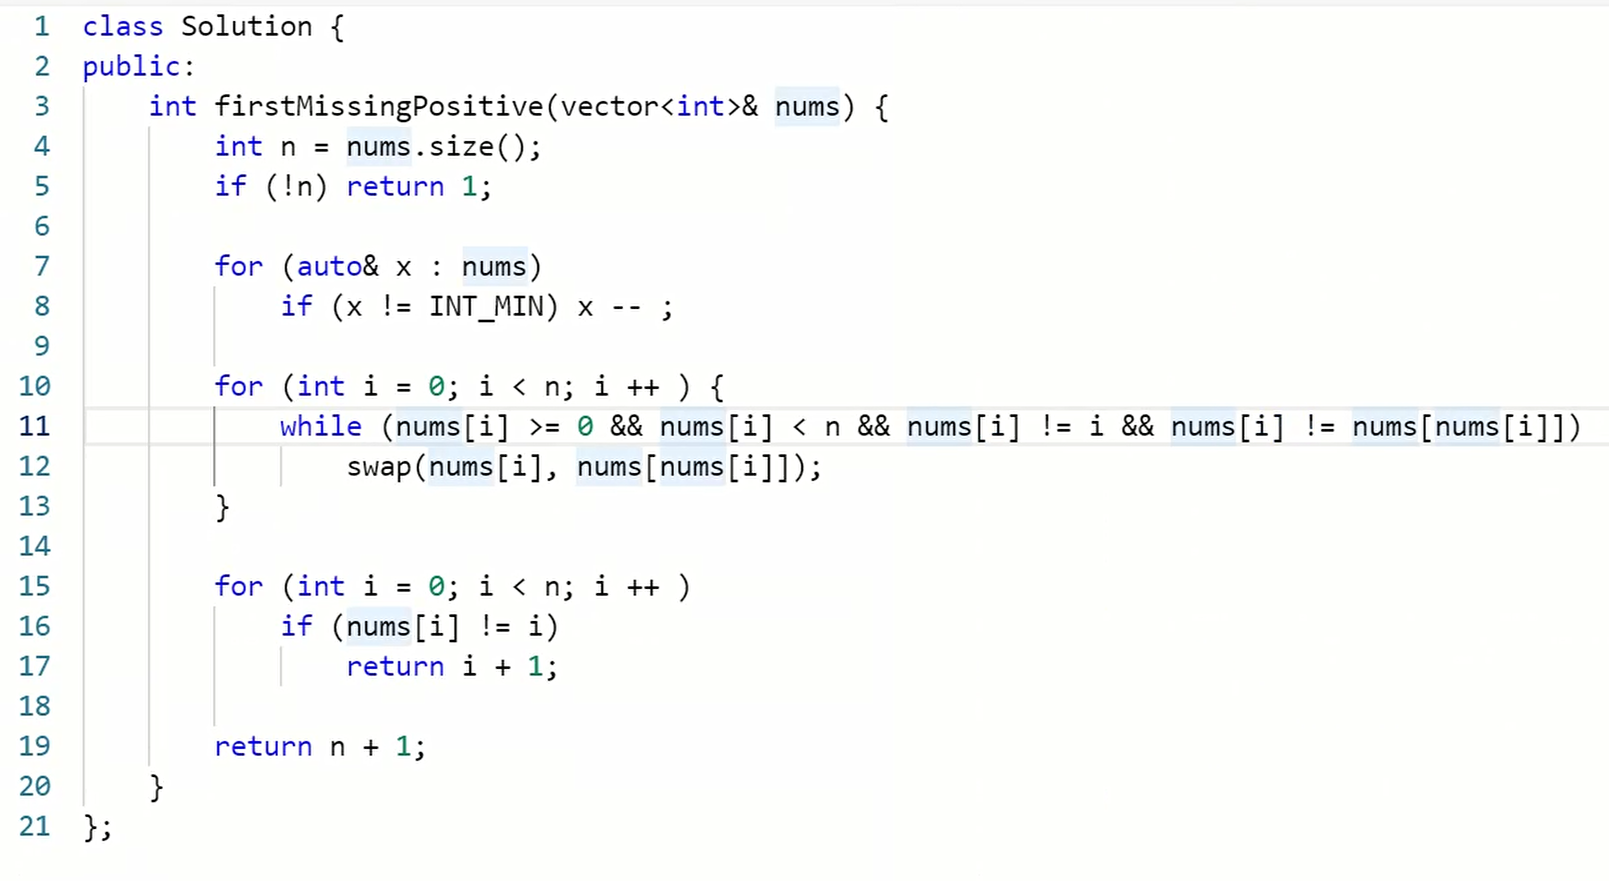 1 class Solution {
2 public:
3     int firstMissingPositive(vector<int>& nums) {
4         int n = nums.size();
5         if (!n) return 1;
6
7         for (auto& x : nums)
8             if (x != INT_MIN) x -- ;
9
10         for (int i = 0; i < n; i ++ ) {
11             while (nums[i] >= 0 && nums[i] < n && nums[i] != i && nums[i] != nums[nums[i]])
12                 swap(nums[i], nums[nums[i]]);
13         }
14
15         for (int i = 0; i < n; i ++ )
16             if (nums[i] != i)
17                 return i + 1;
18
19         return n + 1;
20     }
21 };